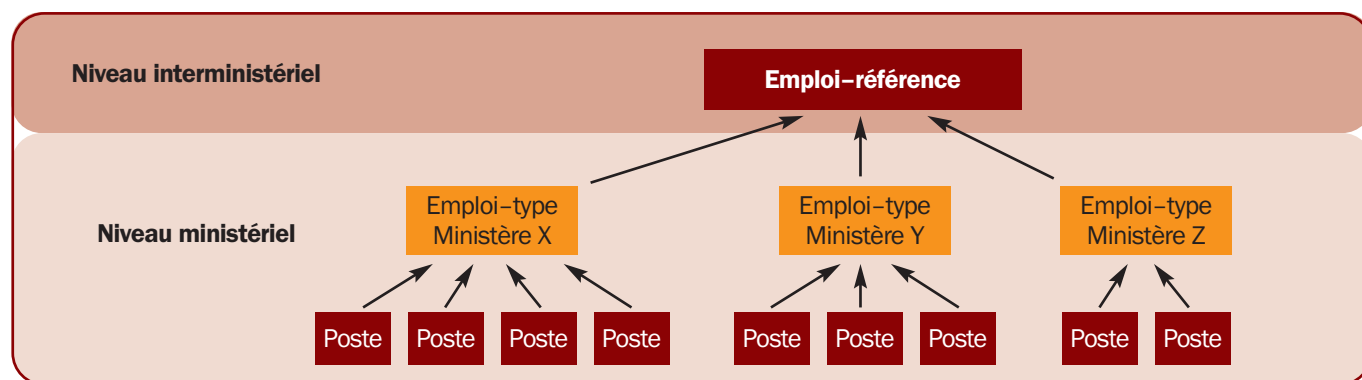 Niveau interministériel
Emploi–référence
Emploi–type
Ministère X
Emploi–type
Ministère Y
Emploi–type
Ministère Z
Niveau ministériel
Poste
Poste
Poste
Poste
Poste
Poste
Poste
Poste
Poste